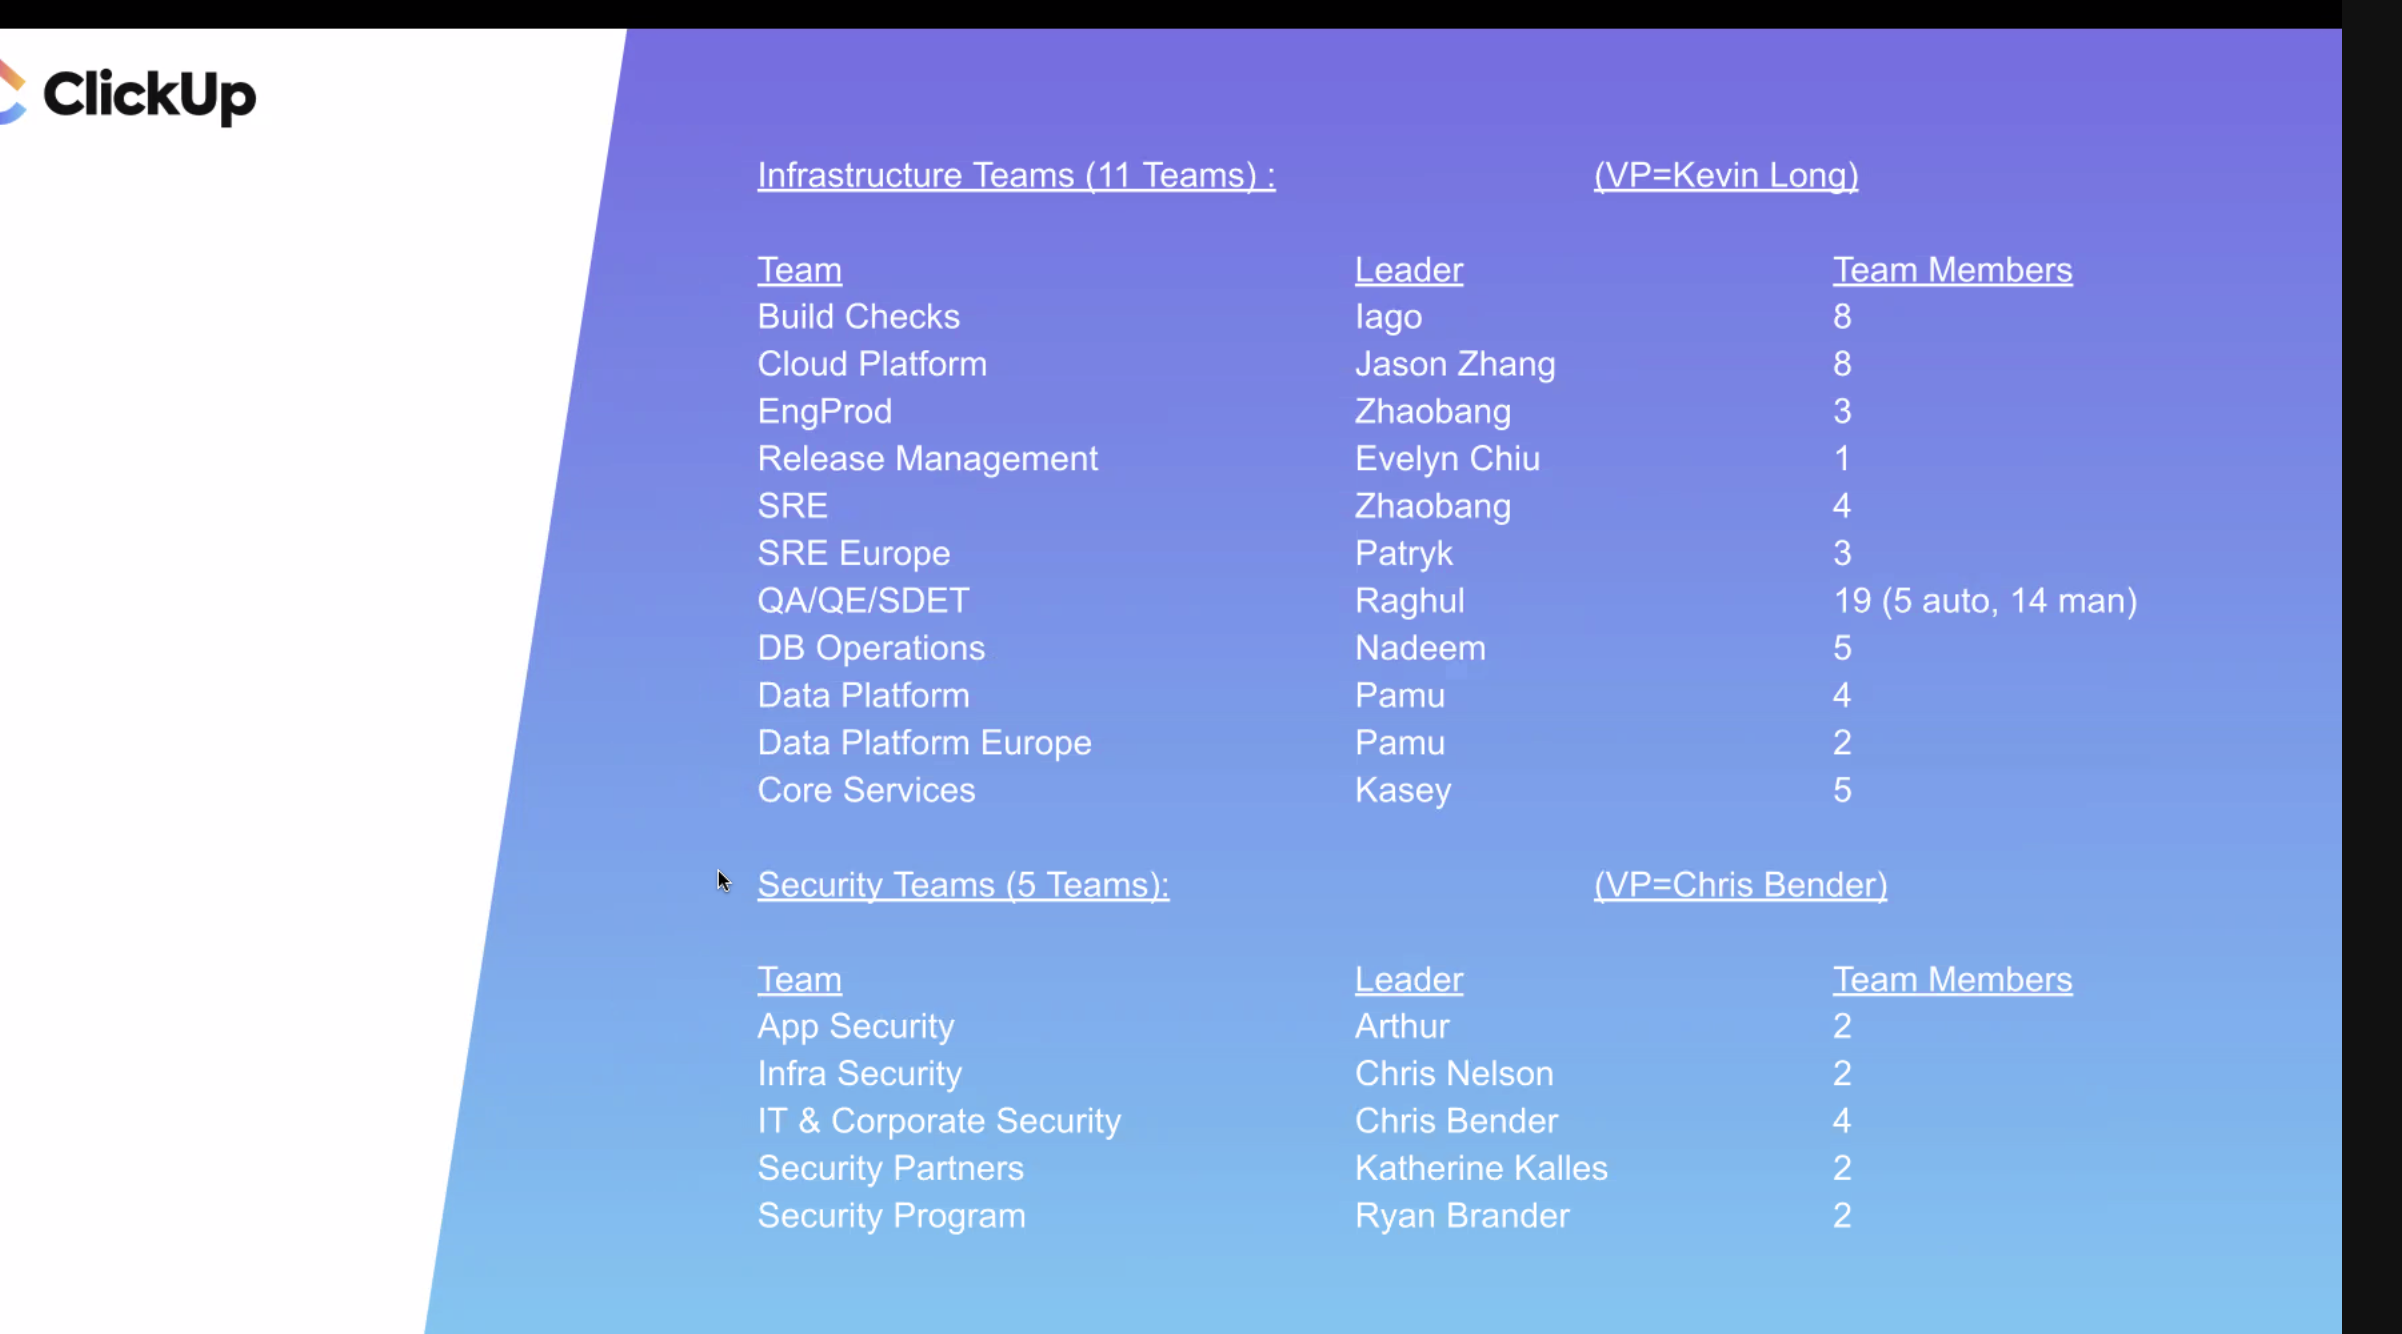 ClickUp
Infrastructure Teams (11 Teams) : (VP=Kevin Long)
Team Leader Team Members
Build Checks Iago 8
Cloud Platform Jason Zhang 8
EngProd Zhaobang 3
Release Management Evelyn Chiu 1
SRE Zhaobang 4
SRE Europe Patryk 3
QA/QE/SDET Raghul 19 (5 auto, 14 man)
DB Operations Nadeem 5
Data Platform Pamu 4
Data Platform Europe Pamu 2
Core Services Kasey 5
Security Teams (5 Teams): (VP=Chris Bender)
Team Leader Team Members
App Security Arthur 2
Infra Security Chris Nelson 2
IT & Corporate Security Chris Bender 4
Security Partners Katherine Kalles 2
Security Program Ryan Brander 2